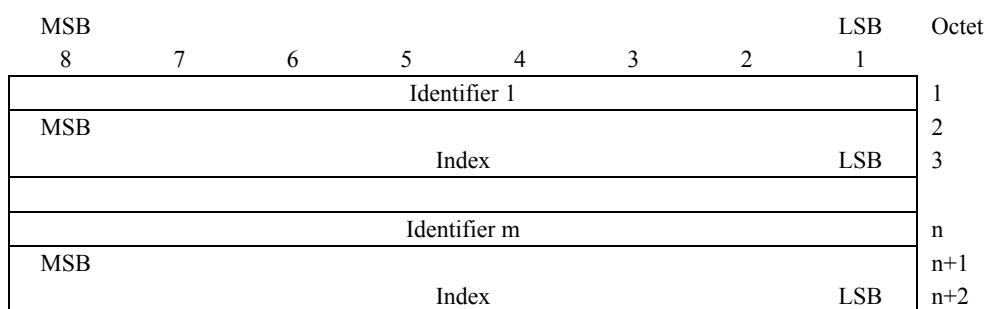 MSB LSB Octet
8 7 6 5 4 3 2 1
Identifier 1 1
MSB 2
Index LSB 3
Identifier m n
MSB n+1
Index LSB n+2